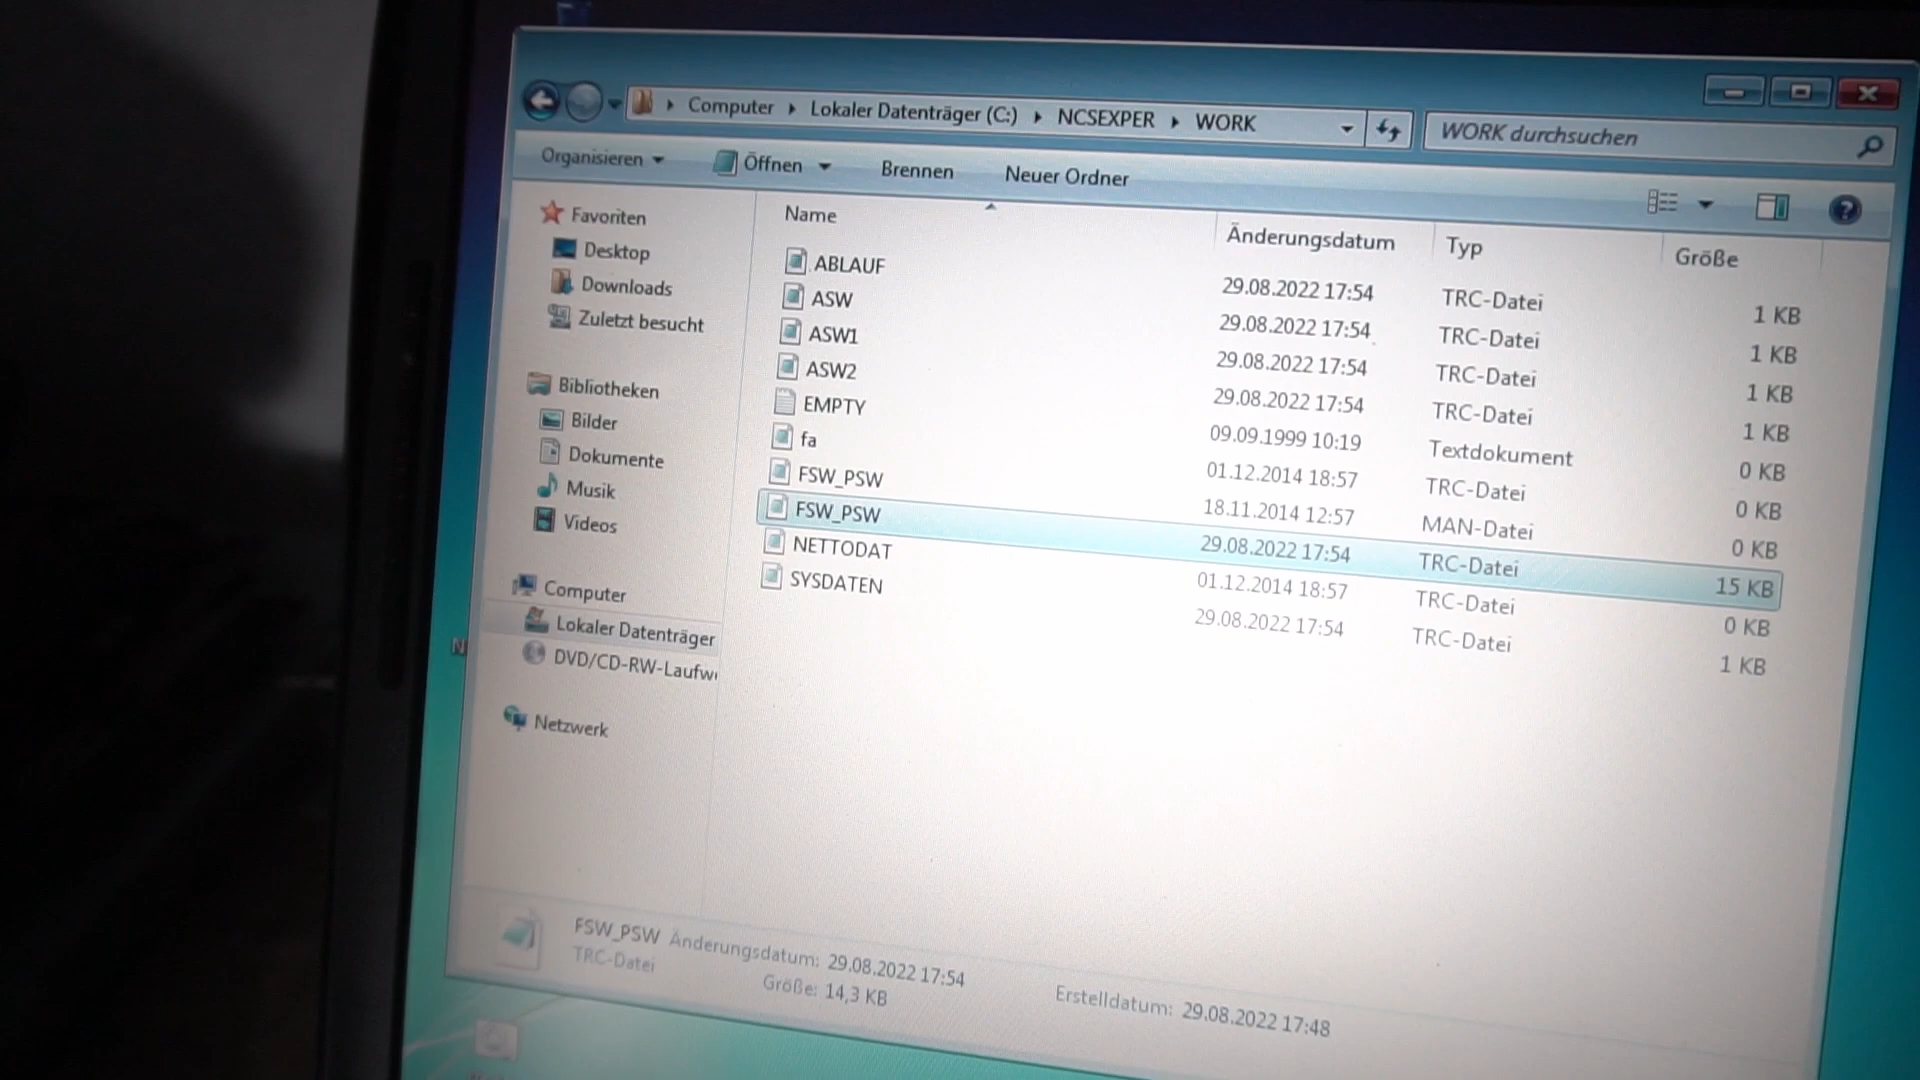 Computer ▸ Lokaler Datenträger (C:) ▸ NCSEXPER ▸ WORK
WORK durchsuchen
Organisieren Öffnen Brennen Neuer Ordner
Favoriten
Desktop
Downloads
Zuletzt besucht
Bibliotheken
Bilder
Dokumente
Musik
Videos
Computer
Lokaler Datenträger
DVD/CD-RW-Laufw
Netzwerk
Name Änderungsdatum Typ Größe
ABLAUF 29.08.2022 17:54 TRC-Datei 1 KB
ASW 29.08.2022 17:54 TRC-Datei 1 KB
ASW1 29.08.2022 17:54 TRC-Datei 1 KB
ASW2 29.08.2022 17:54 TRC-Datei 1 KB
EMPTY 09.09.1999 10:19 Textdokument 0 KB
fa 01.12.2014 18:57 TRC-Datei 0 KB
FSW_PSW 18.11.2014 12:57 MAN-Datei 0 KB
FSW_PSW 29.08.2022 17:54 TRC-Datei 15 KB
NETTODAT 01.12.2014 18:57 TRC-Datei 0 KB
SYSDATEN 29.08.2022 17:54 TRC-Datei 1 KB
FSW_PSW Änderungsdatum: 29.08.2022 17:54 Erstelldatum: 29.08.2022 17:48
TRC-Datei Größe: 14,3 KB